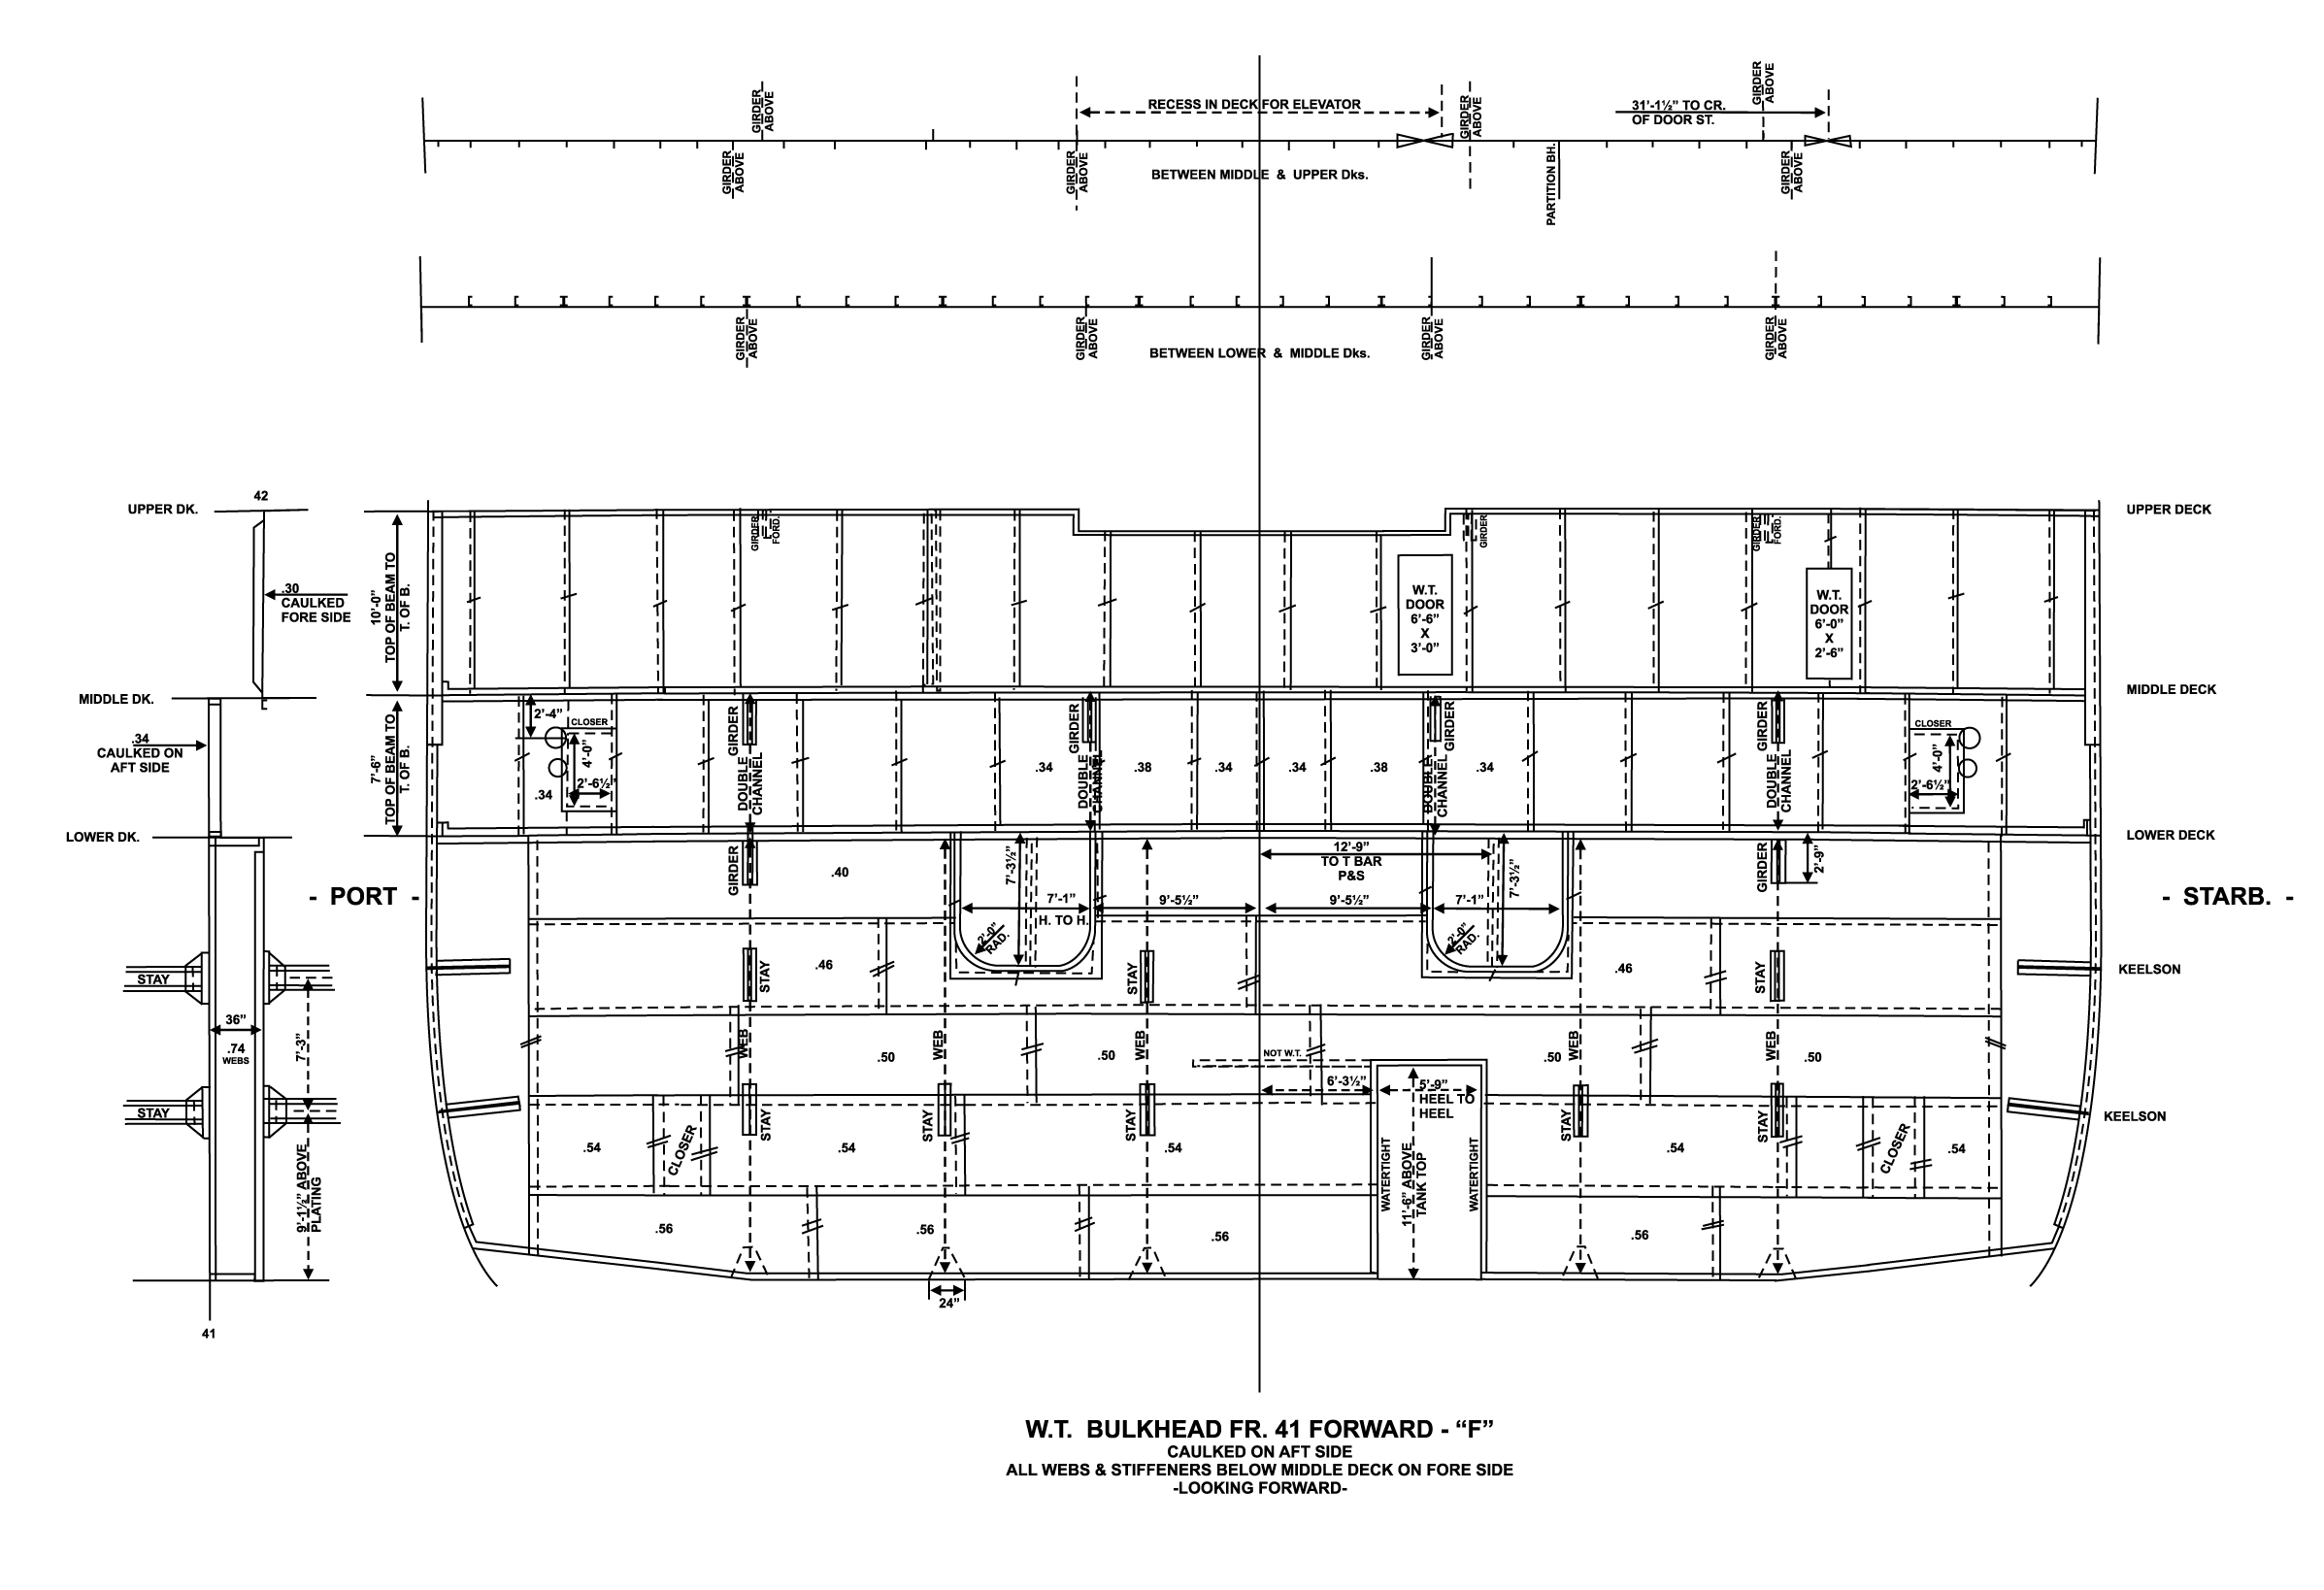 RECESS IN DECK FOR ELEVATOR
31’-1½” TO CR.
OF DOOR ST.
GIRDER
ABOVE
GIRDER
ABOVE
GIRDER
ABOVE
GIRDER
ABOVE
GIRDER
ABOVE
GIRDER
ABOVE
PARTITION BH.
BETWEEN MIDDLE & UPPER Dks.
GIRDER
ABOVE
GIRDER
ABOVE
GIRDER
ABOVE
GIRDER
ABOVE
BETWEEN LOWER & MIDDLE Dks.
42
UPPER DK.
.30
CAULKED
FORE SIDE
MIDDLE DK.
.34
CAULKED ON
AFT SIDE
LOWER DK.
STAY
36”
.74
WEBS
7’-3”
STAY
9’-1½” ABOVE
PLATING
41
10’-0”
TOP OF BEAM TO
T. OF B.
7’-6”
TOP OF BEAM TO
T. OF B.
- PORT -
UPPER DECK
GIRDER
FORD.
GIRDER
GIRDER
FORD.
W.T.
DOOR
6’-6”
X
3’-0”
W.T.
DOOR
6’-0”
X
2’-6”
MIDDLE DECK
2’-4”
CLOSER
4’-0”
2’-6½”
.34
GIRDER
DOUBLE
CHANNEL
.34
GIRDER
DOUBLE
CHANNEL
.38
.34
.34
.38
GIRDER
DOUBLE
CHANNEL
.34
GIRDER
DOUBLE
CHANNEL
CLOSER
4’-0”
2’-6½”
LOWER DECK
GIRDER
.40
7’-3½”
7’-1”
H. TO H.
2’-0”
RAD.
9’-5½”
12’-9”
TO T BAR
P&S
9’-5½”
7’-1”
7’-3½”
2’-0”
RAD.
GIRDER
2’-9”
- STARB. -
STAY
.46
STAY
.46
STAY
KEELSON
WEB
.50
WEB
.50
WEB
NOT W.T.
.50
WEB
WEB
.50
6’-3½”
5’-9”
HEEL TO
HEEL
.54
CLOSER
STAY
.54
STAY
STAY
.54
WATERTIGHT
11’-6” ABOVE
TANK TOP
WATERTIGHT
STAY
.54
STAY
CLOSER
.54
KEELSON
.56
.56
.56
.56
24”
W.T. BULKHEAD FR. 41 FORWARD - “F”
CAULKED ON AFT SIDE
ALL WEBS & STIFFENERS BELOW MIDDLE DECK ON FORE SIDE
-LOOKING FORWARD-